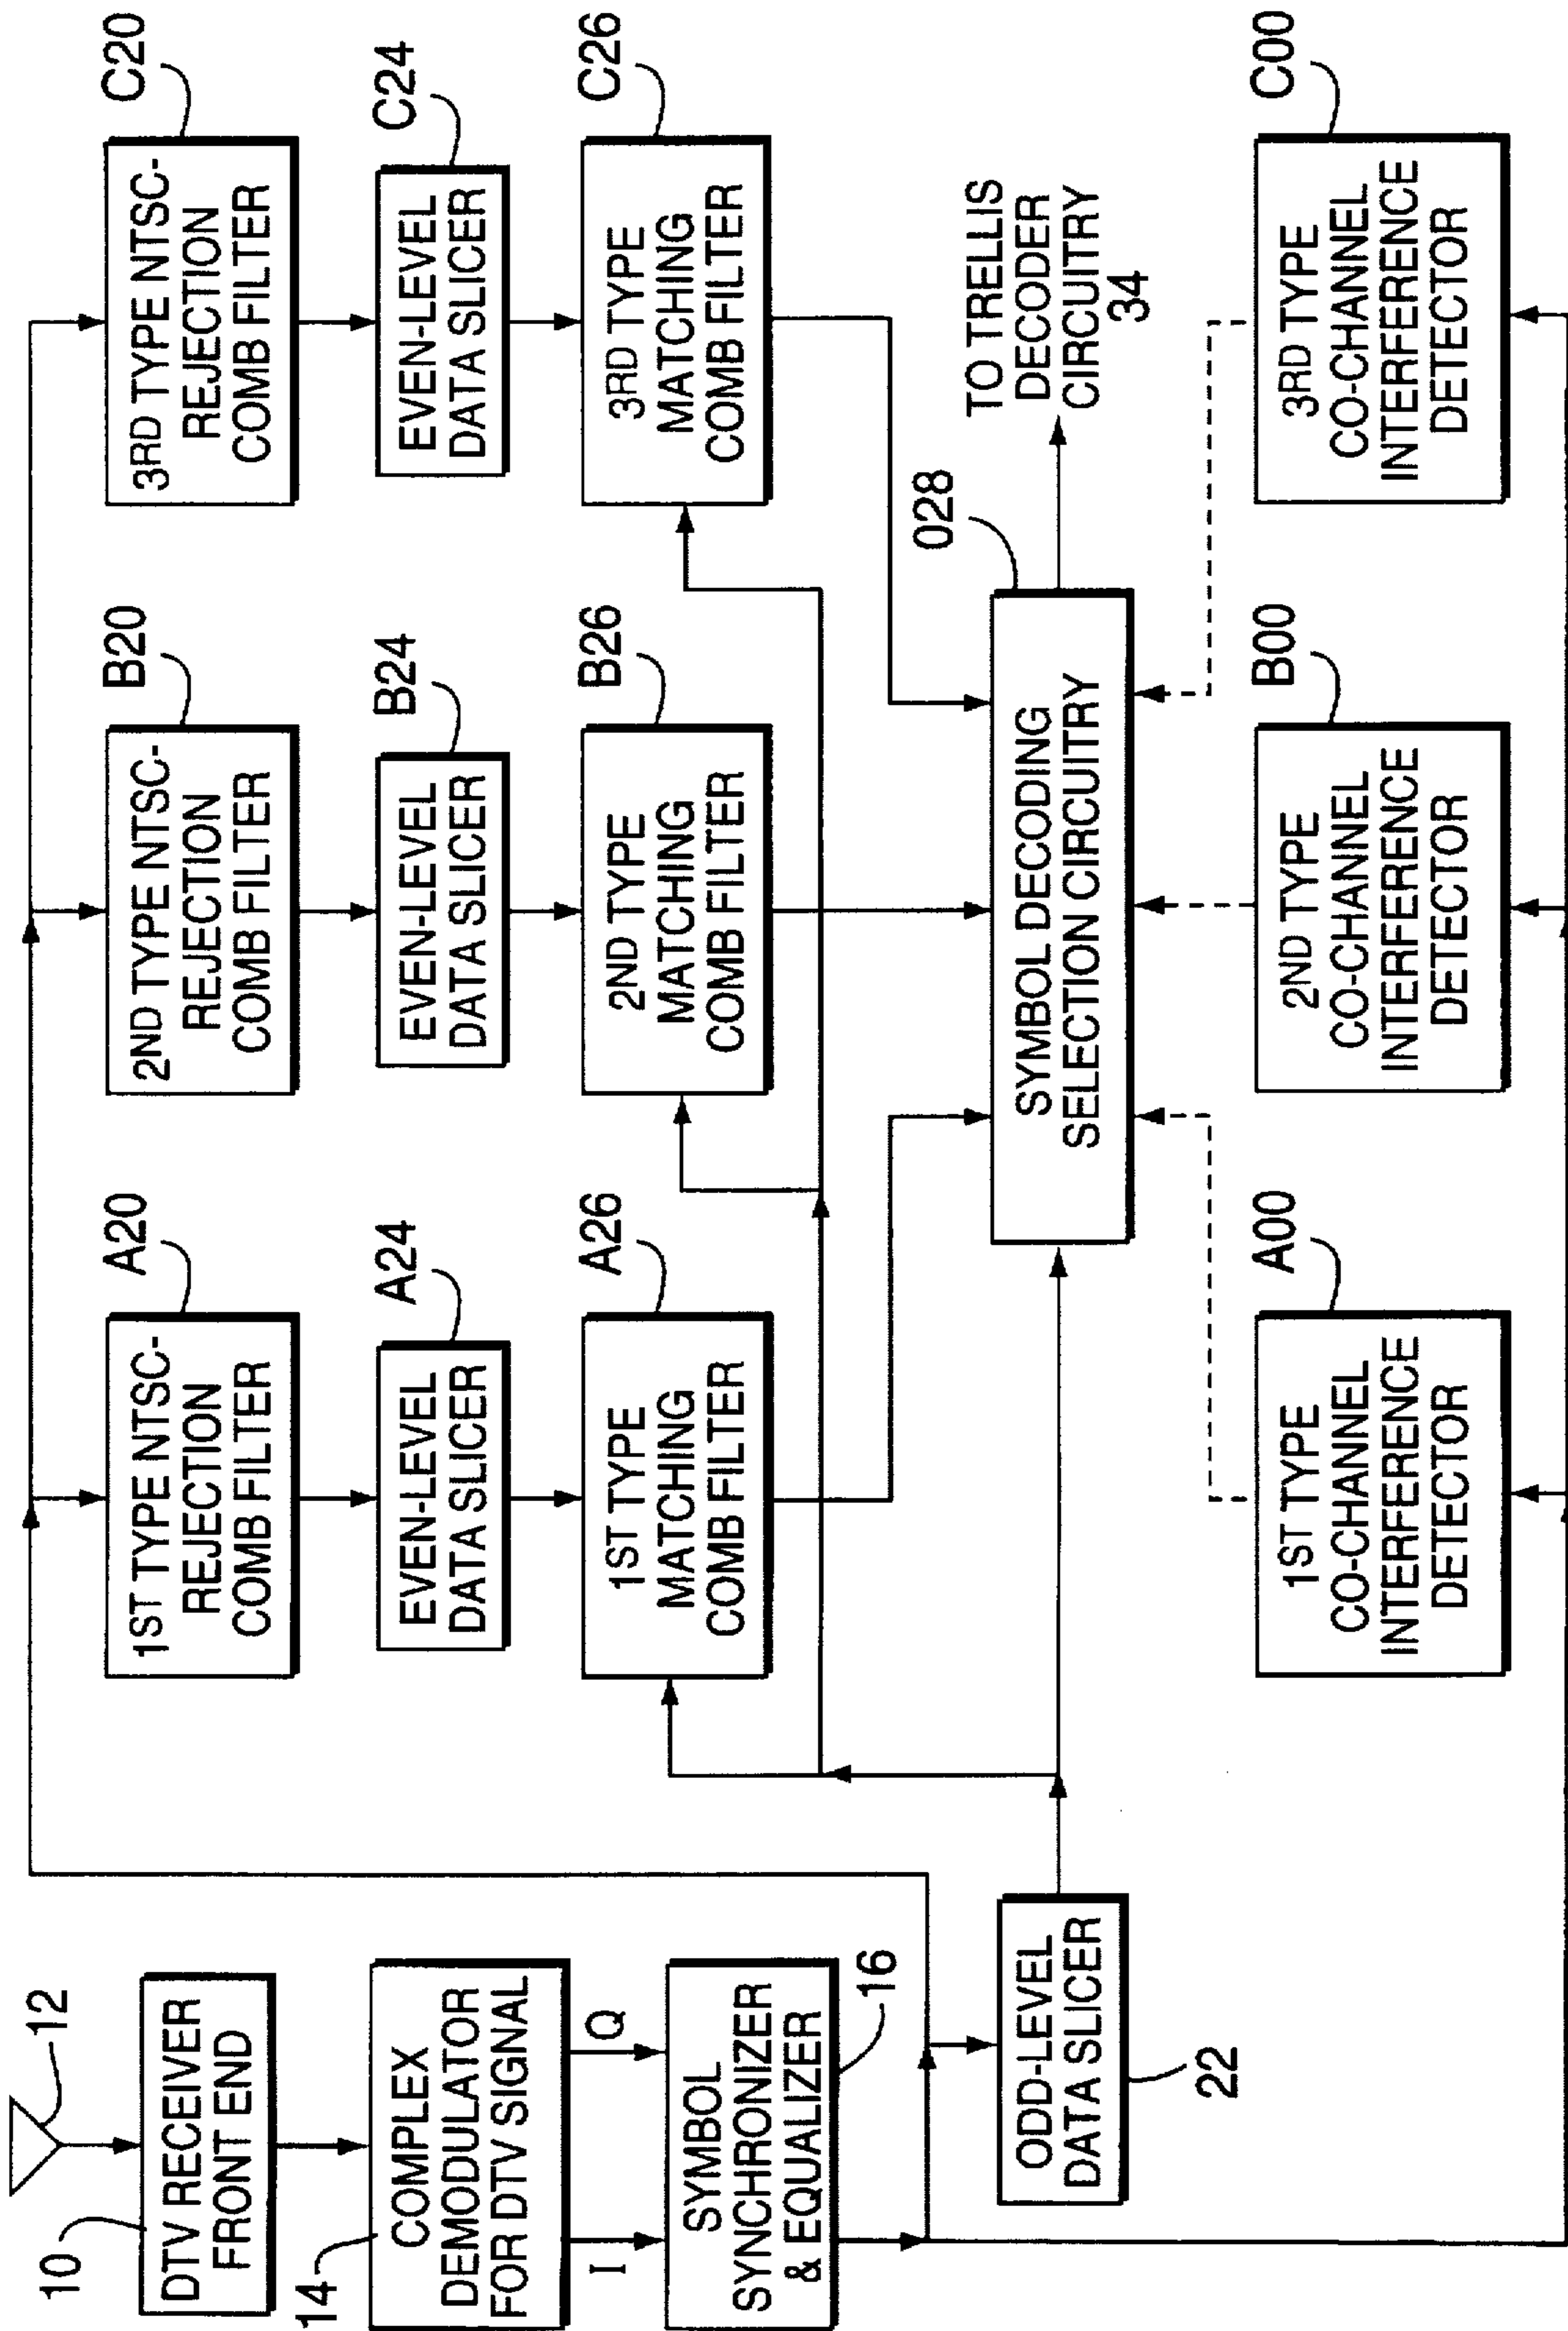 12
10
DTV RECEIVER
FRONT END
14
COMPLEX
DEMODULATOR
FOR DTV SIGNAL
I
Q
SYMBOL
SYNCHRONIZER
& EQUALIZER
16
ODD-LEVEL
DATA SLICER
22
A20
1ST TYPE NTSC-
REJECTION
COMB FILTER
A24
EVEN-LEVEL
DATA SLICER
A26
1ST TYPE
MATCHING
COMB FILTER
B20
2ND TYPE NTSC-
REJECTION
COMB FILTER
B24
EVEN-LEVEL
DATA SLICER
B26
2ND TYPE
MATCHING
COMB FILTER
C20
3RD TYPE NTSC-
REJECTION
COMB FILTER
C24
EVEN-LEVEL
DATA SLICER
C26
3RD TYPE
MATCHING
COMB FILTER
028
SYMBOL DECODING
SELECTION CIRCUITRY
TO TRELLIS
DECODER
CIRCUITRY
34
A00
1ST TYPE
CO-CHANNEL
INTERFERENCE
DETECTOR
B00
2ND TYPE
CO-CHANNEL
INTERFERENCE
DETECTOR
C00
3RD TYPE
CO-CHANNEL
INTERFERENCE
DETECTOR